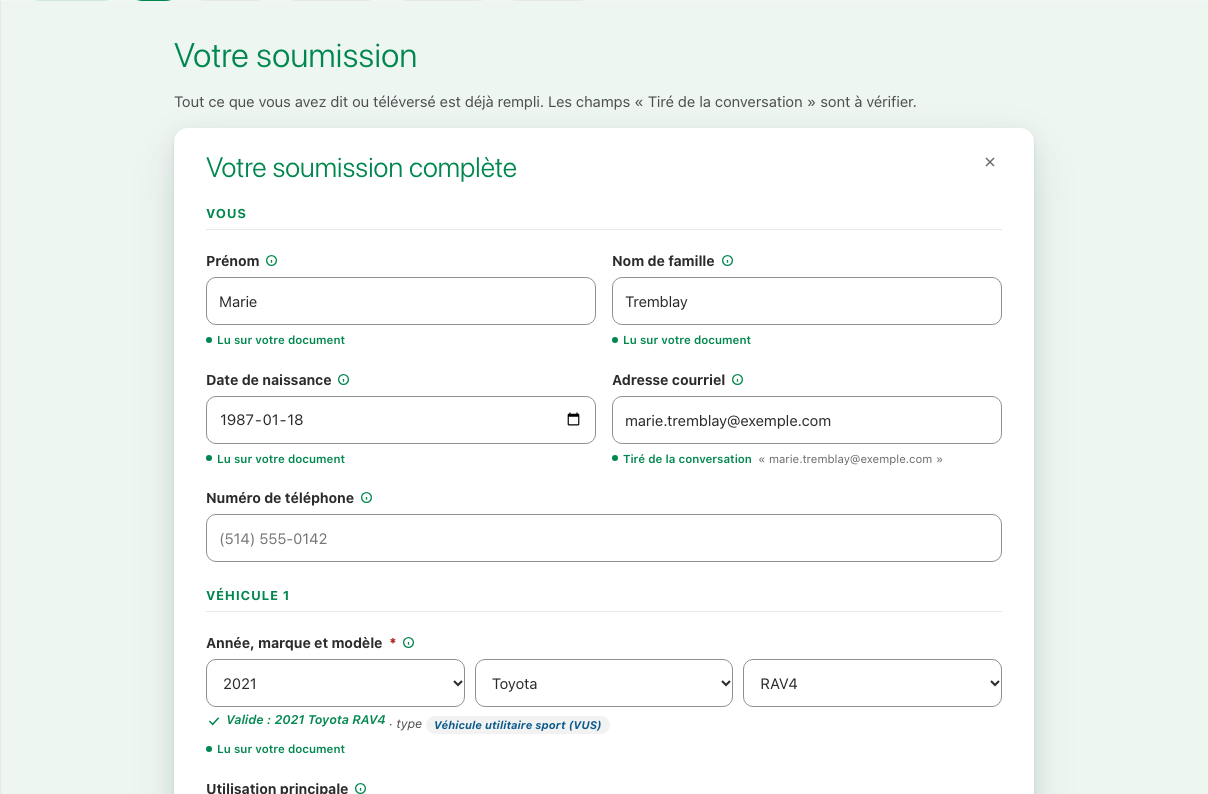 Votre soumission
Tout ce que vous avez dit ou téléversé est déjà rempli. Les champs « Tiré de la conversation » sont à vérifier.
Votre soumission complète ×
VOUS
Prénom Nom de famille
Marie Tremblay
Lu sur votre document Lu sur votre document
Date de naissance Adresse courriel
1987-01-18 marie.tremblay@exemple.com
Lu sur votre document Tiré de la conversation « marie.tremblay@exemple.com »
Numéro de téléphone
(514) 555-0142
VÉHICULE 1
Année, marque et modèle *
2021 Toyota RAV4
Valide : 2021 Toyota RAV4 . type Véhicule utilitaire sport (VUS)
Lu sur votre document
Utilisation principale